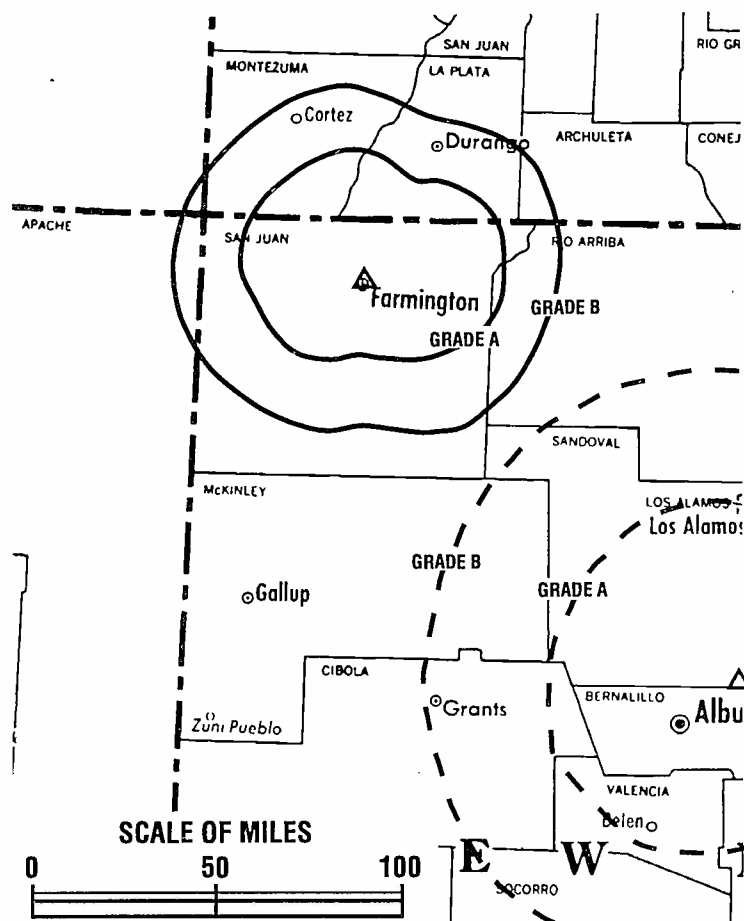 SAN JUAN
RIO GR
MONTEZUMA
LA PLATA
Cortez
Durango
ARCHULETA
CONEJ
APACHE
SAN JUAN
RIO ARRIBA
Farmington
GRADE B
GRADE A
SANDOVAL
McKINLEY
LOS ALAMOS
Los Alamos
GRADE B
GRADE A
Gallup
CIBOLA
BERNALILLO
Grants
Albu
Zuni Pueblo
VALENCIA
SCALE OF MILES
Belen
0 50 100
E W
SOCORRO